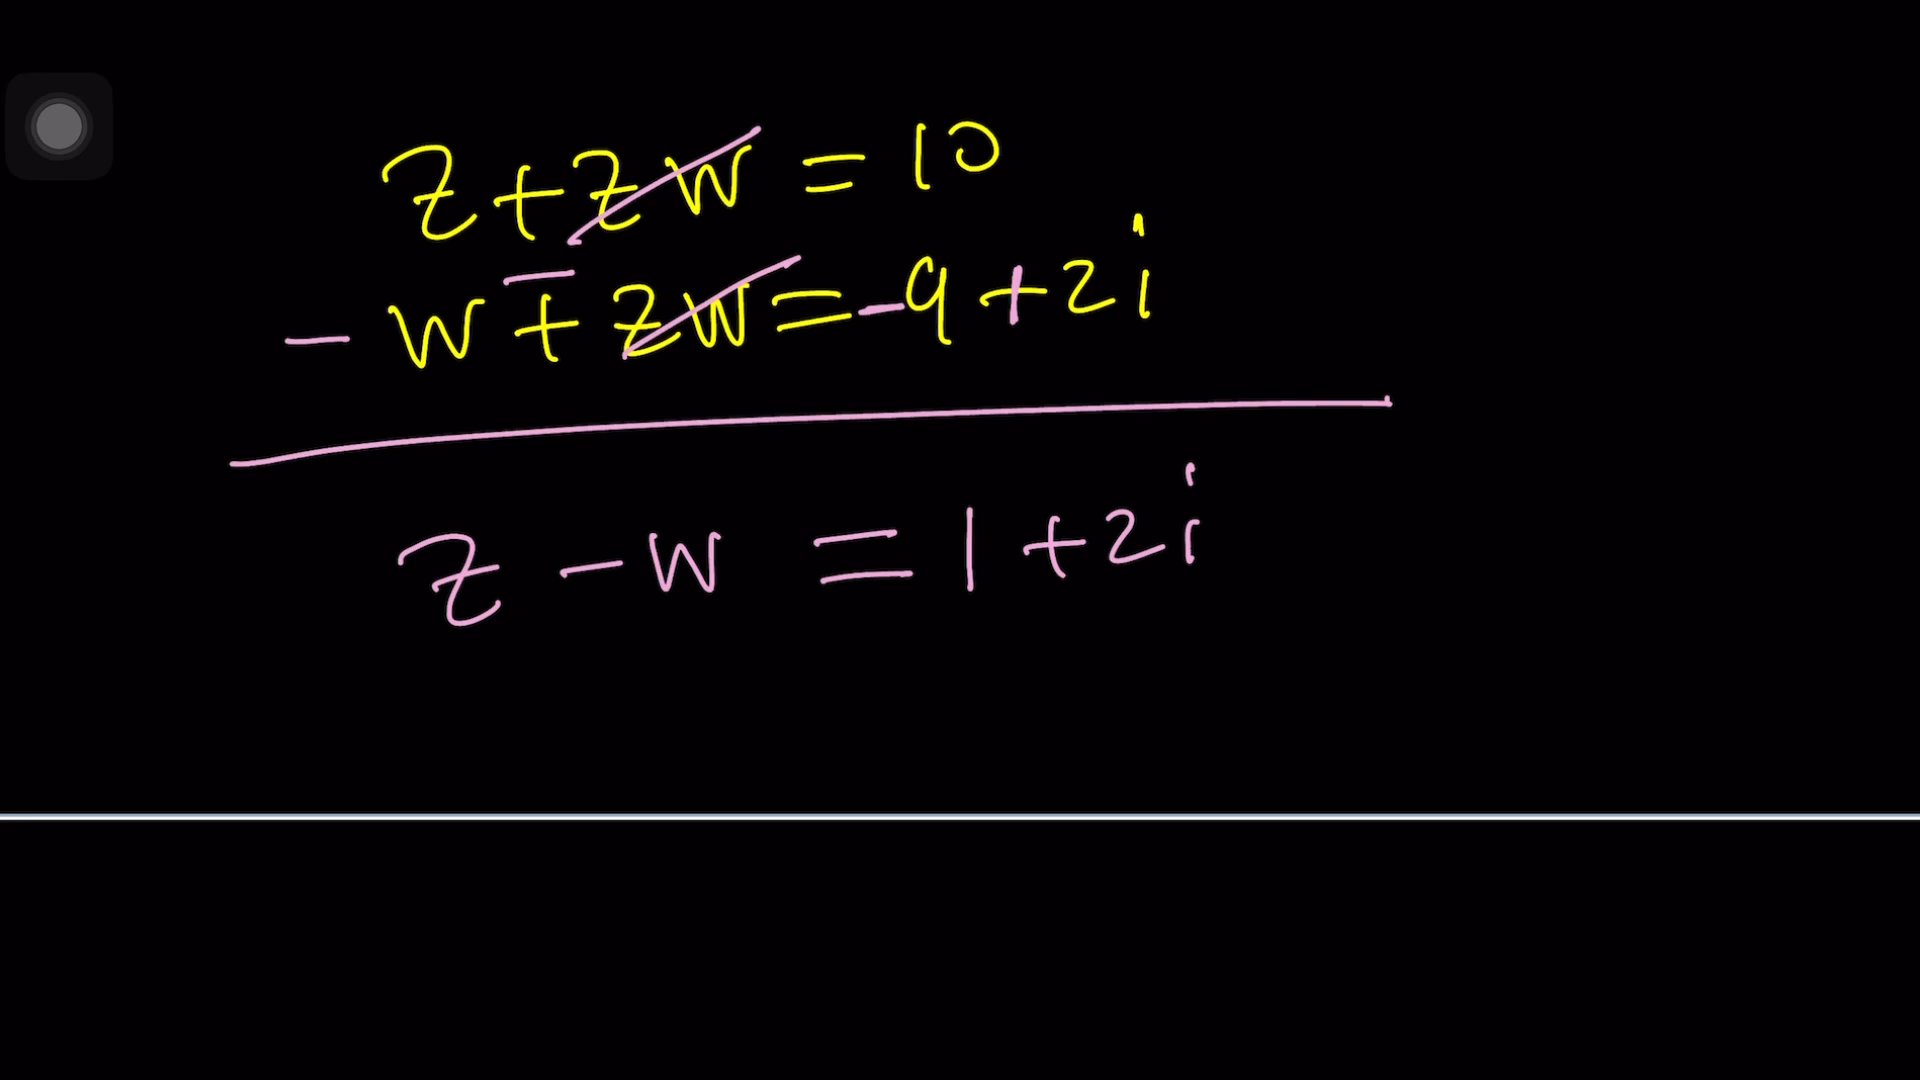 z + zw = 10
- w + zw = -9 + 2i
z - w = 1 + 2i